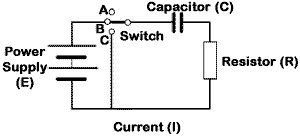 Capacitor (C)
A
B
C
Switch
Power
Supply
(E)
Resistor (R)
Current (I)